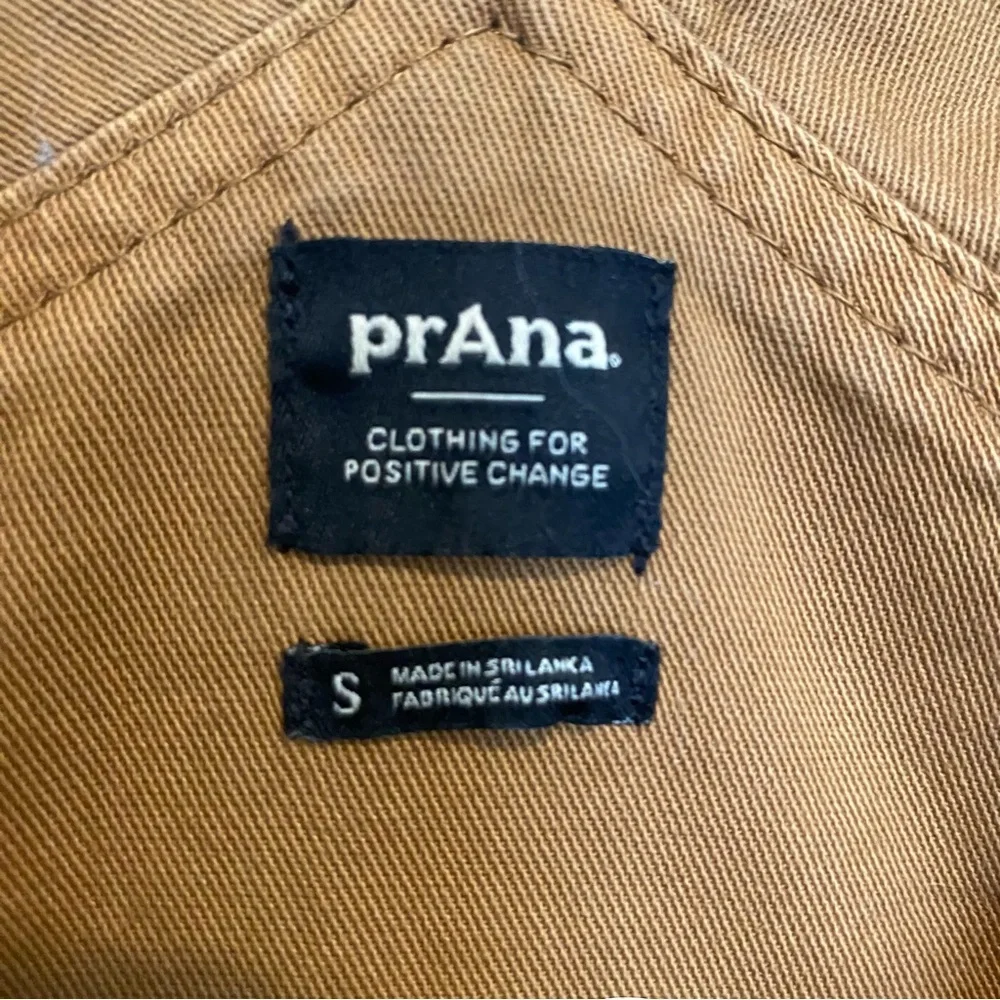 prAna.
CLOTHING FOR
POSITIVE CHANGE
S
MADE IN SRI LANKA
FABRIQUÉ AU SRI LANKA